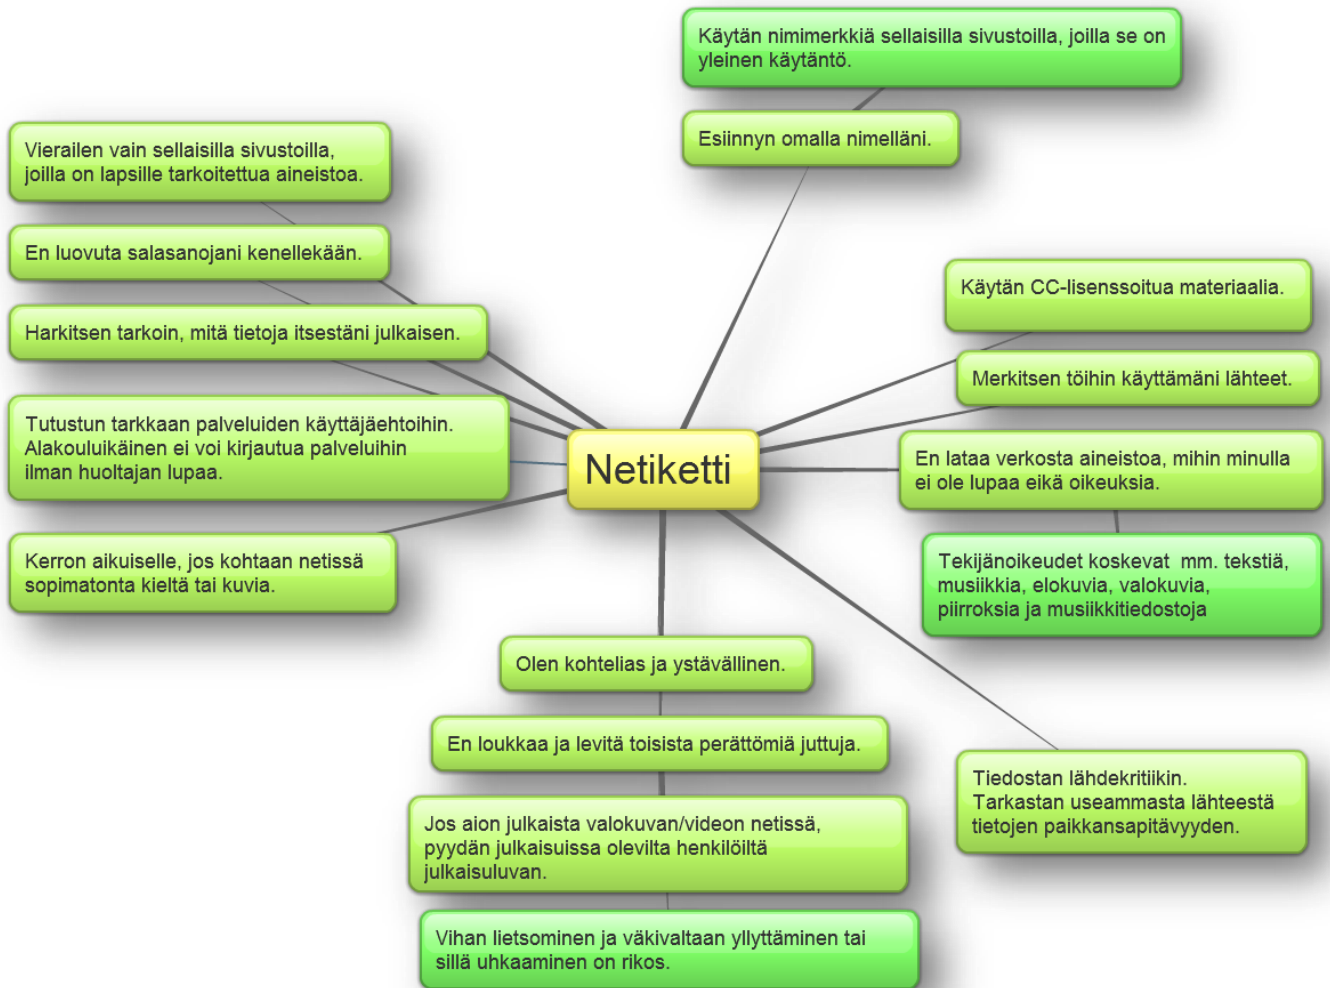 Käytän nimimerkkiä sellaisilla sivustoilla, joilla se on
yleinen käytäntö.
Esiinnyn omalla nimelläni.
Vierailen vain sellaisilla sivustoilla,
joilla on lapsille tarkoitettua aineistoa.
En luovuta salasanojani kenellekään.
Harkitsen tarkoin, mitä tietoja itsestäni julkaisen.
Tutustun tarkkaan palveluiden käyttäjäehtoihin.
Alakouluikäinen ei voi kirjautua palveluihin
ilman huoltajan lupaa.
Kerron aikuiselle, jos kohtaan netissä
sopimatonta kieltä tai kuvia.
Netiketti
Käytän CC-lisenssoitua materiaalia.
Merkitsen töihin käyttämäni lähteet.
En lataa verkosta aineistoa, mihin minulla
ei ole lupaa eikä oikeuksia.
Tekijänoikeudet koskevat mm. tekstiä,
musiikkia, elokuvia, valokuvia,
piirroksia ja musiikkitiedostoja
Olen kohtelias ja ystävällinen.
En loukkaa ja levitä toisista perättömiä juttuja.
Jos aion julkaista valokuvan/videon netissä,
pyydän julkaisuissa olevilta henkilöiltä
julkaisuluvan.
Vihan lietsominen ja väkivaltaan yllyttäminen tai
sillä uhkaaminen on rikos.
Tiedostan lähdekritiikin.
Tarkastan useammasta lähteestä
tietojen paikkansapitävyyden.